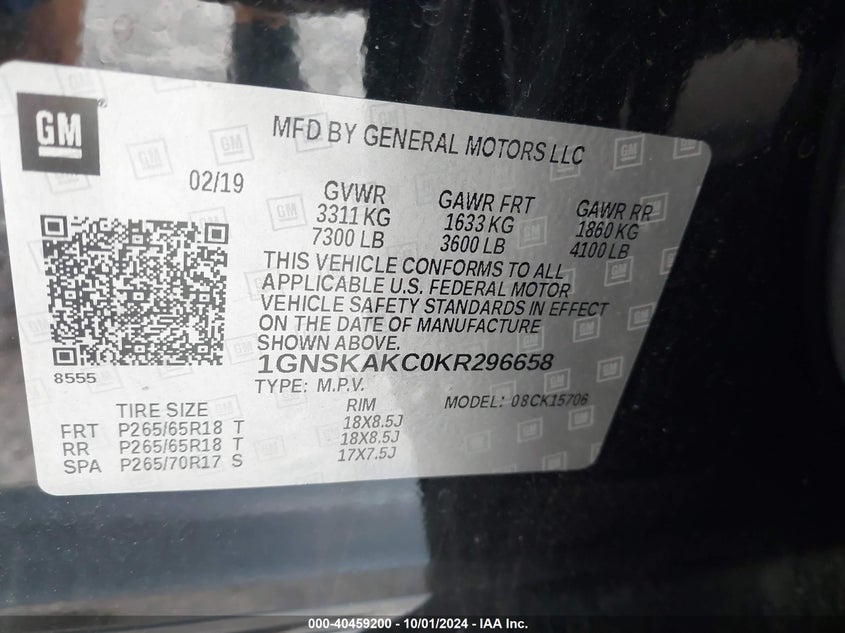 GM
MFD BY GENERAL MOTORS LLC
02/19
GVWR GAWR FRT GAWR RR
3311 KG 1633 KG 1860 KG
7300 LB 3600 LB 4100 LB
THIS VEHICLE CONFORMS TO ALL
APPLICABLE U.S. FEDERAL MOTOR
VEHICLE SAFETY STANDARDS IN EFFECT
ON THE DATE OF MANUFACTURE
SHOWN ABOVE.
8555
1GNSKAKC0KR296658
TYPE: M.P.V. MODEL: 08CK15706
TIRE SIZE RIM
FRT P265/65R18 T 18X8.5J
RR P265/65R18 T 18X8.5J
SPA P265/70R17 S 17X7.5J
000-40459200 - 10/01/2024 - IAA Inc.